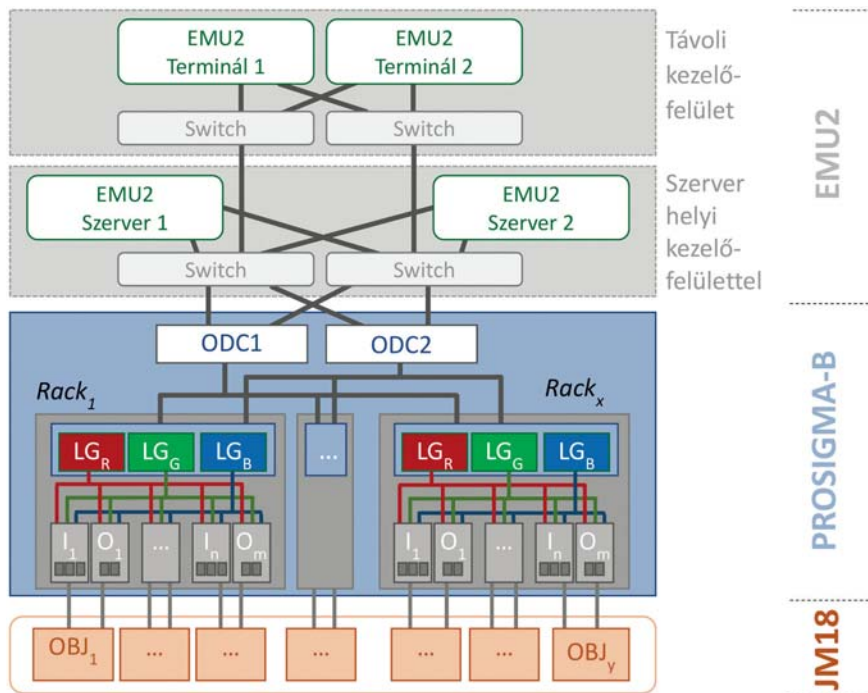 EMU2
Terminál 1
EMU2
Terminál 2
Távoli
kezelő-
felület
Switch
Switch
EMU2
EMU2
Szerver 1
EMU2
Szerver 2
Szerver
helyi
kezelő-
felülettel
Switch
Switch
ODC1
ODC2
PROSIGMA-B
Rack1
Rackx
LGR
LGG
LGB
...
LGR
LGG
LGB
I1
O1
...
In
Om
I1
O1
...
In
Om
OBJ1
...
...
...
...
...
OBJy
JM18